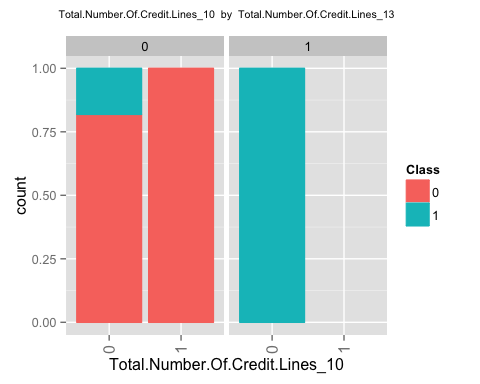 Total.Number.Of.Credit.Lines_10 by Total.Number.Of.Credit.Lines_13
0 1
1.00
0.75
0.50
0.25
0.00
count
0 1 0 1
Total.Number.Of.Credit.Lines_10
Class
0
1